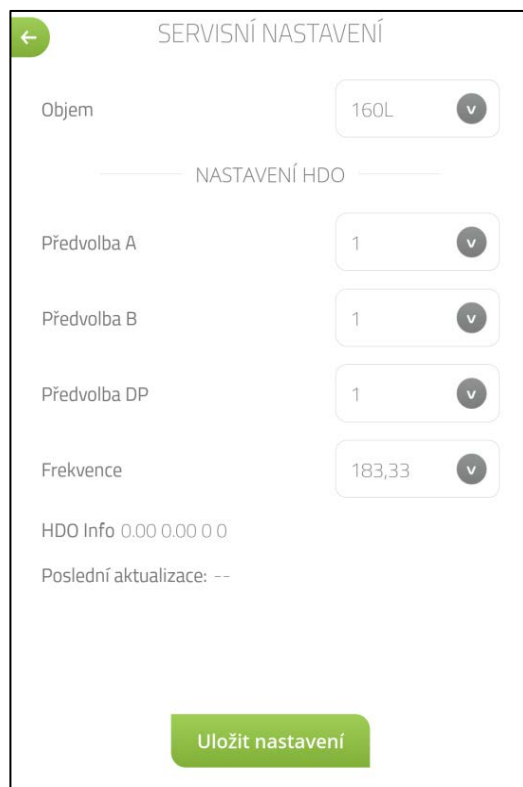 SERVISNÍ NASTAVENÍ
Objem 160L
NASTAVENÍ HDO
Předvolba A 1
Předvolba B 1
Předvolba DP 1
Frekvence 183,33
HDO Info 0.00 0.00 0 0
Poslední aktualizace: --
Uložit nastavení